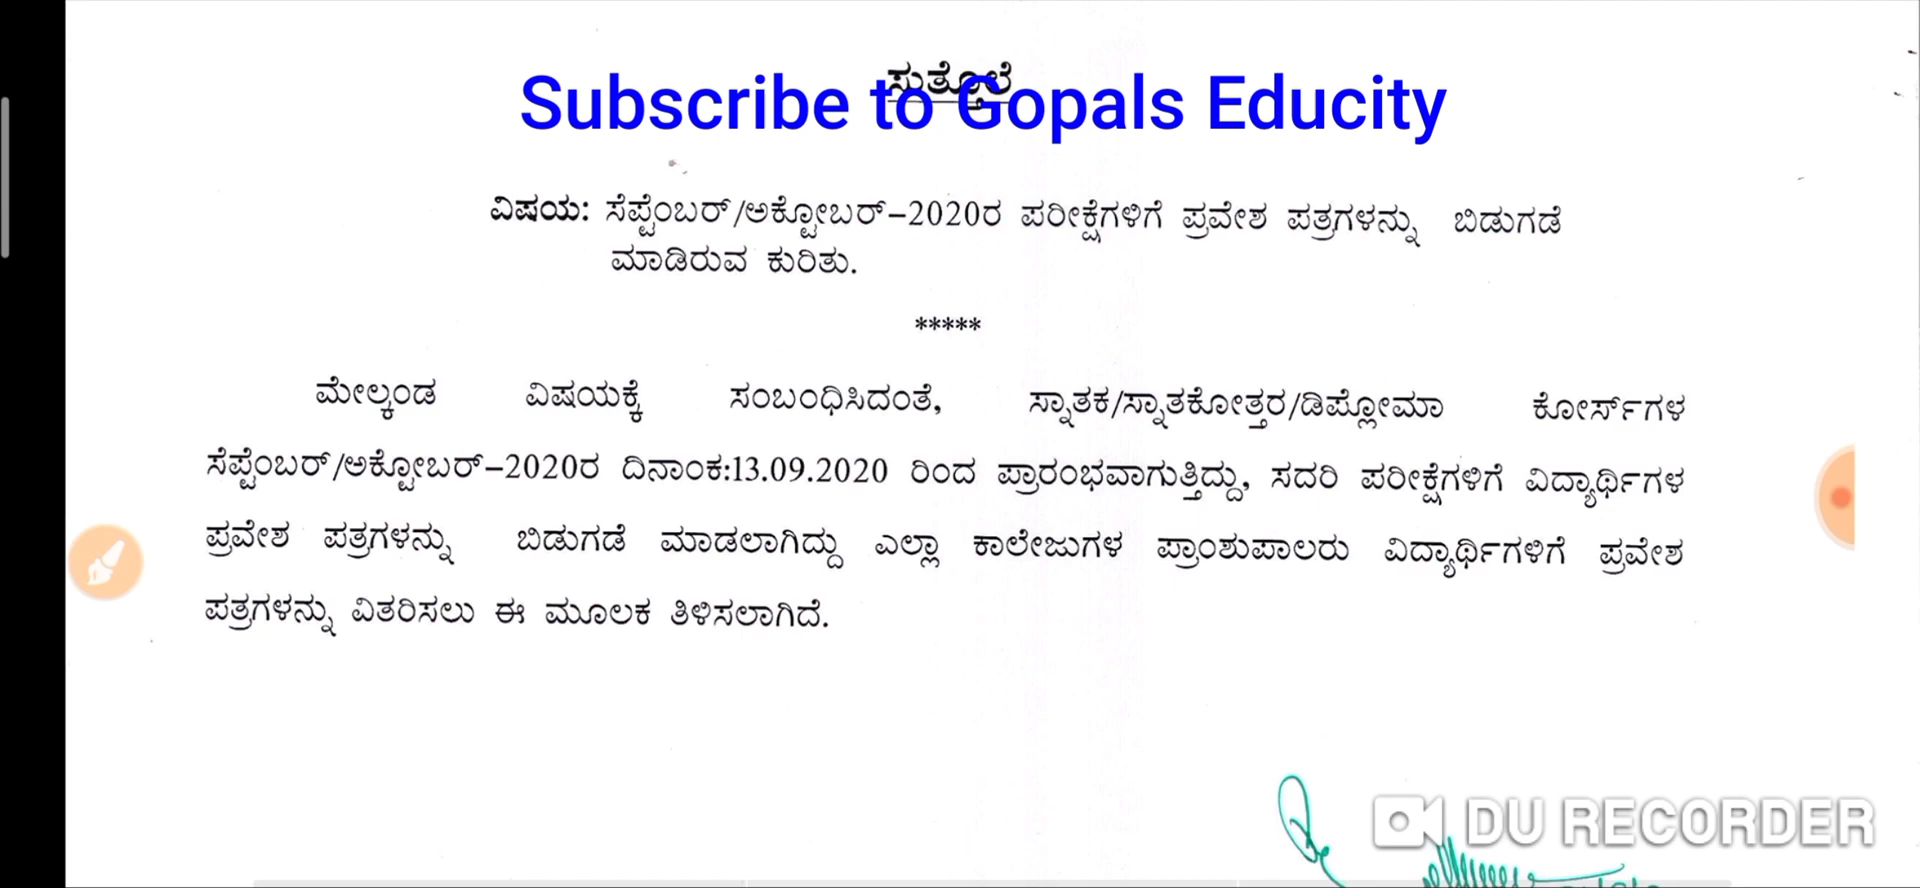 ಸುತ್ತೋಲೆ
Subscribe to Gopals Educity
ವಿಷಯ: ಸೆಪ್ಟೆಂಬರ್/ಅಕ್ಟೋಬರ್–2020ರ ಪರೀಕ್ಷೆಗಳಿಗೆ ಪ್ರವೇಶ ಪತ್ರಗಳನ್ನು ಬಿಡುಗಡೆ
ಮಾಡಿರುವ ಕುರಿತು.
*****
ಮೇಲ್ಕಂಡ ವಿಷಯಕ್ಕೆ ಸಂಬಂಧಿಸಿದಂತೆ, ಸ್ನಾತಕ/ಸ್ನಾತಕೋತ್ತರ/ಡಿಪ್ಲೋಮಾ ಕೋರ್ಸ್‌ಗಳ
ಸೆಪ್ಟೆಂಬರ್/ಅಕ್ಟೋಬರ್–2020ರ ದಿನಾಂಕ:13.09.2020 ರಿಂದ ಪ್ರಾರಂಭವಾಗುತ್ತಿದ್ದು, ಸದರಿ ಪರೀಕ್ಷೆಗಳಿಗೆ ವಿದ್ಯಾರ್ಥಿಗಳ
ಪ್ರವೇಶ ಪತ್ರಗಳನ್ನು ಬಿಡುಗಡೆ ಮಾಡಲಾಗಿದ್ದು ಎಲ್ಲಾ ಕಾಲೇಜುಗಳ ಪ್ರಾಂಶುಪಾಲರು ವಿದ್ಯಾರ್ಥಿಗಳಿಗೆ ಪ್ರವೇಶ
ಪತ್ರಗಳನ್ನು ವಿತರಿಸಲು ಈ ಮೂಲಕ ತಿಳಿಸಲಾಗಿದೆ.
DU RECORDER